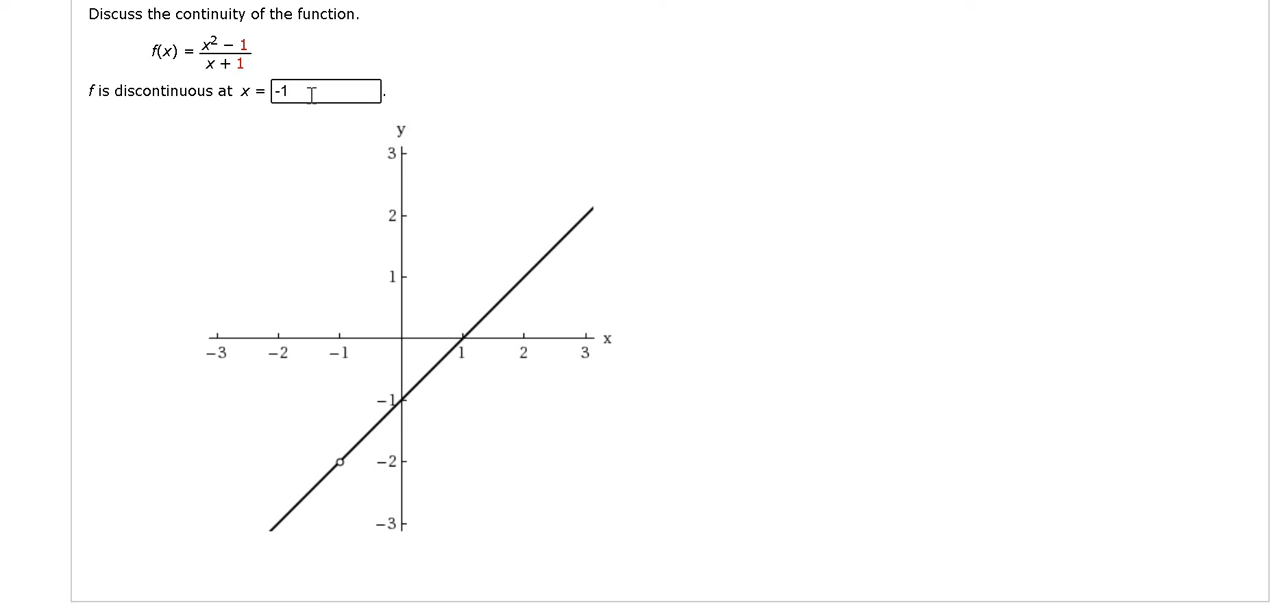 Discuss the continuity of the function.
f(x) = x² − 1
x + 1
f is discontinuous at x = -1 .
y
3
2
1
−3 −2 −1 1 2 3 x
−1
−2
−3